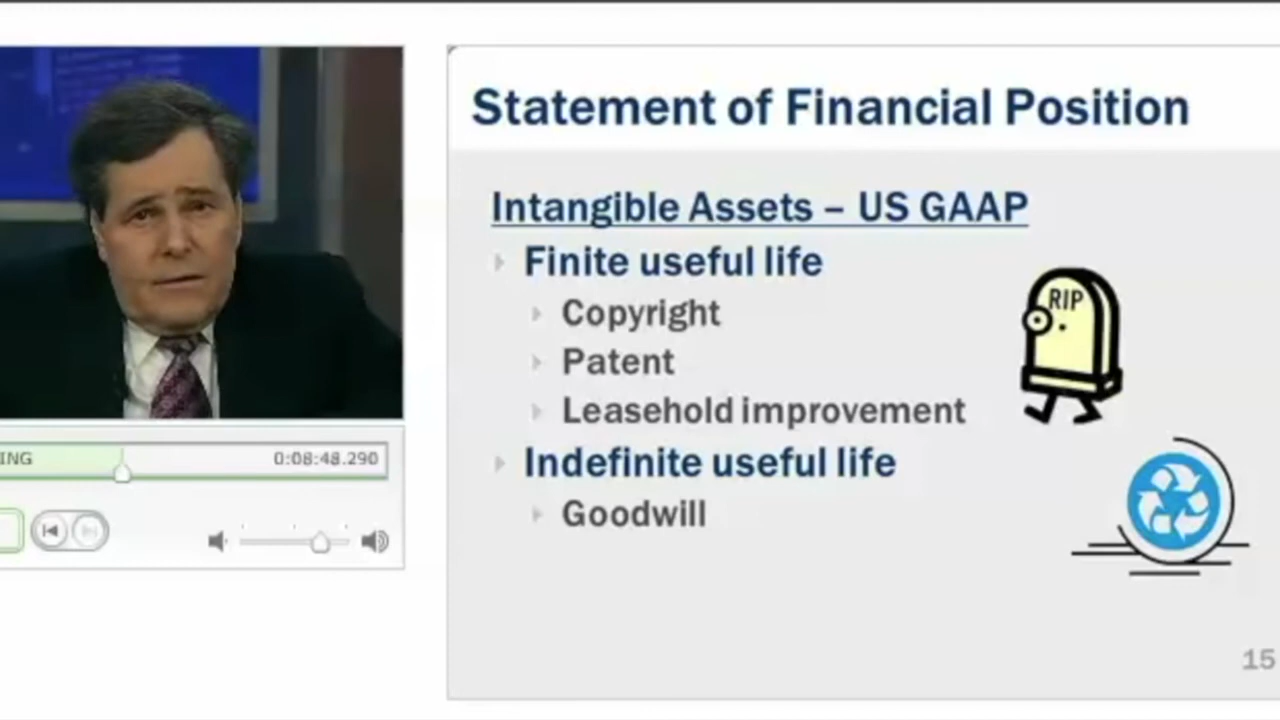 Statement of Financial Position
Intangible Assets – US GAAP
Finite useful life
Copyright
Patent
Leasehold improvement
RIP
Indefinite useful life
Goodwill
ING
0:08:48.290
15